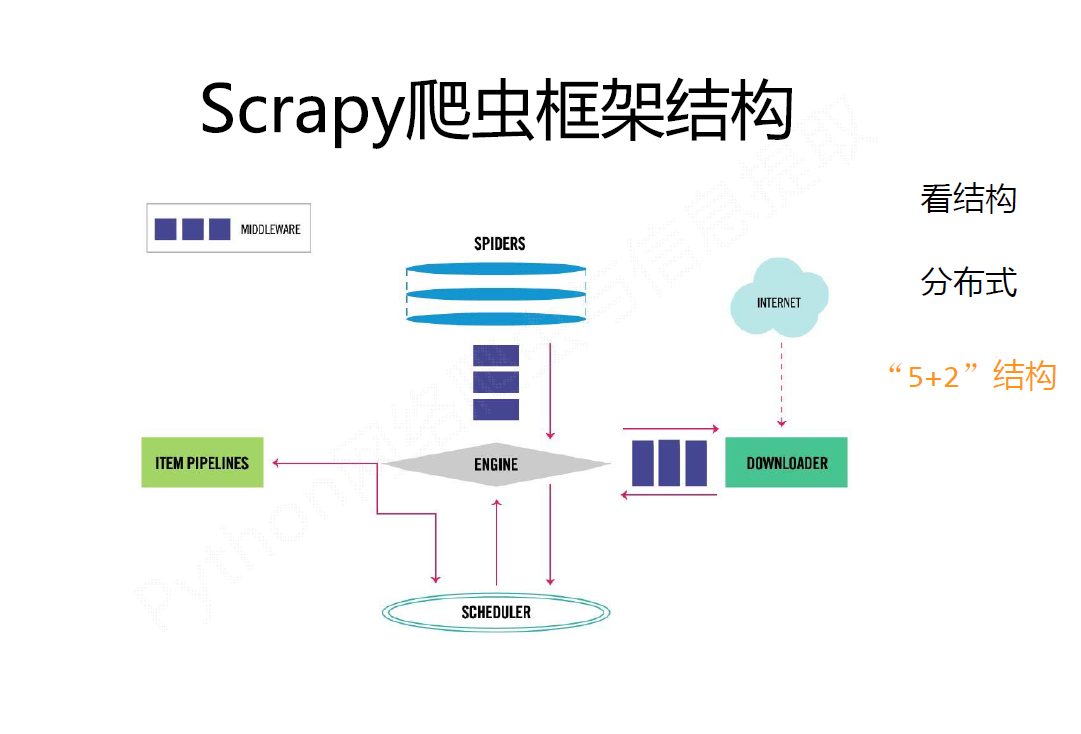 Scrapy爬虫框架结构
看结构
分布式
“5+2”结构
MIDDLEWARE
SPIDERS
INTERNET
ITEM PIPELINES
ENGINE
DOWNLOADER
SCHEDULER
Python网络爬虫与信息提取